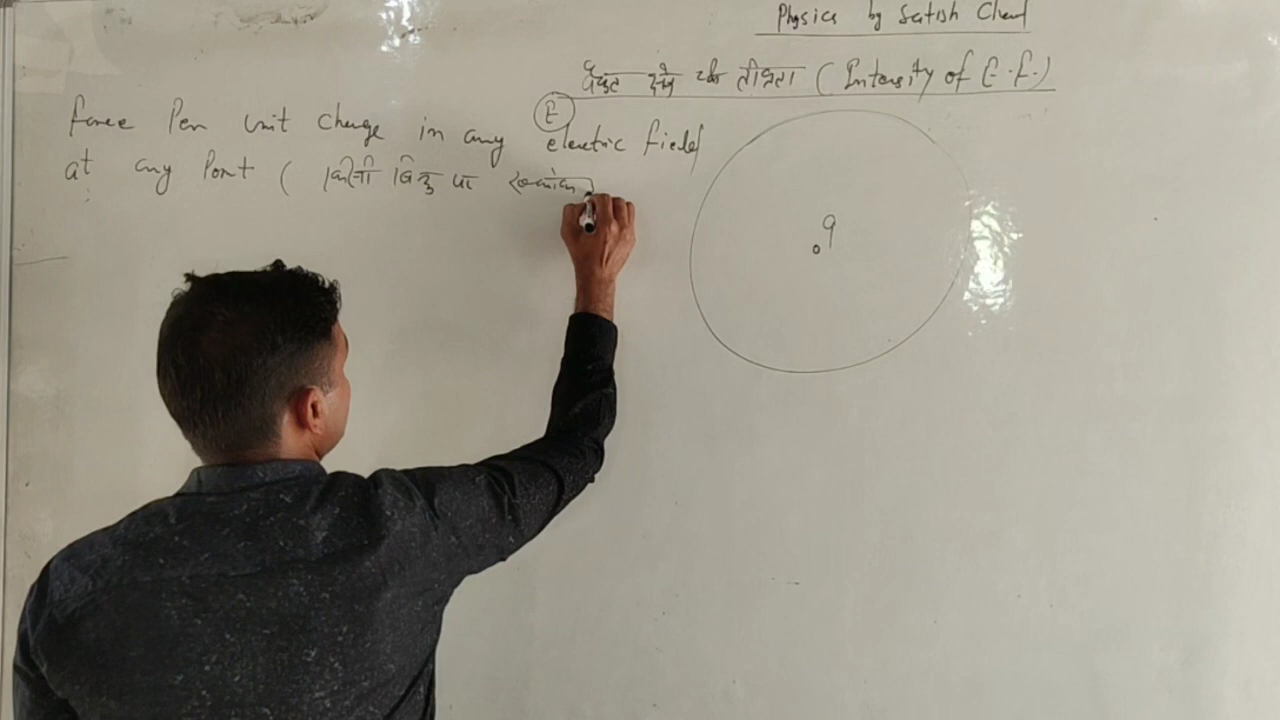 Physics by Satish Chand
वैद्युत क्षेत्र की तीव्रता (Intensity of E.F.)
E
Force Per unit charge in any electric field
at any Point ( किसी बिन्दु पर एकांक
q